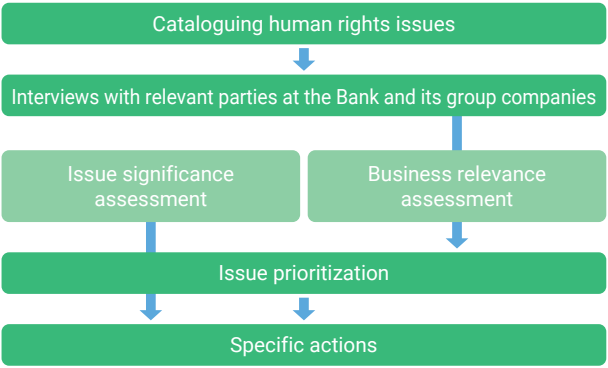 Cataloguing human rights issues
Interviews with relevant parties at the Bank and its group companies
Issue significance
assessment
Business relevance
assessment
Issue prioritization
Specific actions